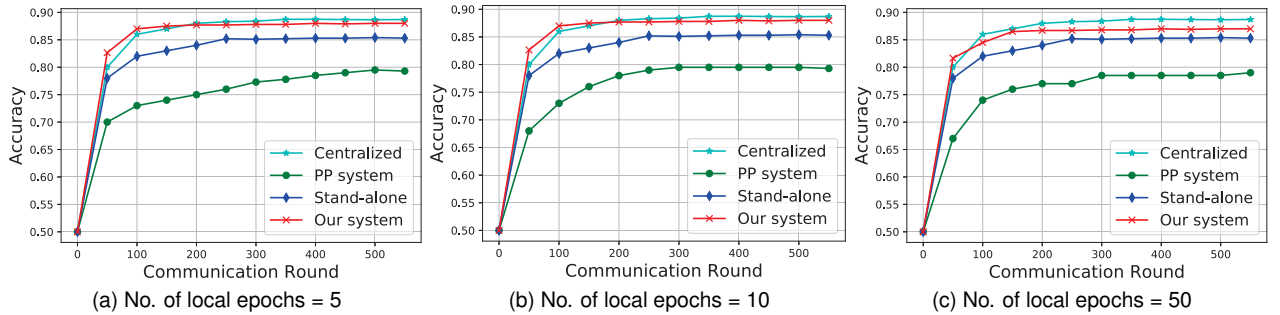 0.90
0.85
0.80
0.75
0.70
0.65
0.60
0.55
0.50
Accuracy
0 100 200 300 400 500
Communication Round
Centralized
PP system
Stand-alone
Our system
(a) No. of local epochs = 5
0.90
0.85
0.80
0.75
0.70
0.65
0.60
0.55
0.50
Accuracy
0 100 200 300 400 500
Communication Round
Centralized
PP system
Stand-alone
Our system
(b) No. of local epochs = 10
0.90
0.85
0.80
0.75
0.70
0.65
0.60
0.55
0.50
Accuracy
0 100 200 300 400 500
Communication Round
Centralized
PP system
Stand-alone
Our system
(c) No. of local epochs = 50